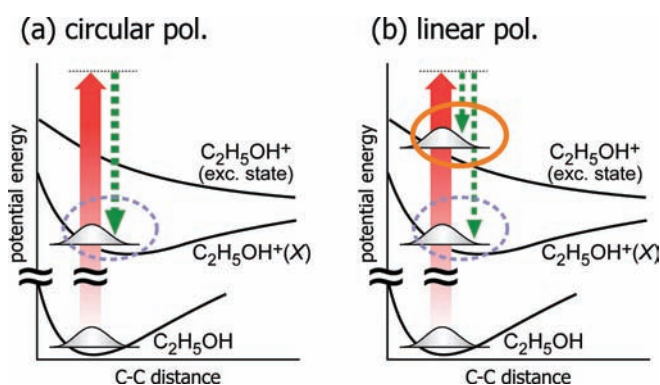 (a) circular pol.
potential energy
C₂H₅OH⁺
(exc. state)
C₂H₅OH⁺(X)
C₂H₅OH
C-C distance
(b) linear pol.
potential energy
C₂H₅OH⁺
(exc. state)
C₂H₅OH⁺(X)
C₂H₅OH
C-C distance